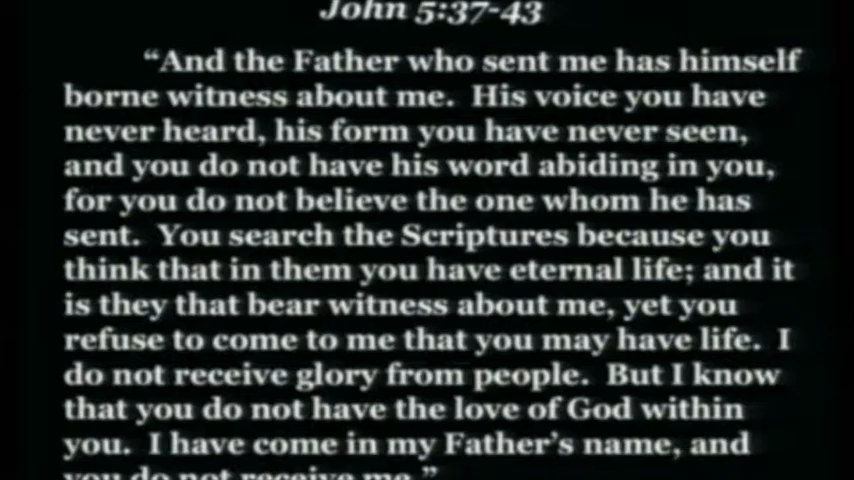 John 5:37-43
“And the Father who sent me has himself
borne witness about me.  His voice you have
never heard, his form you have never seen,
and you do not have his word abiding in you,
for you do not believe the one whom he has
sent.  You search the Scriptures because you
think that in them you have eternal life; and it
is they that bear witness about me, yet you
refuse to come to me that you may have life.  I
do not receive glory from people.  But I know
that you do not have the love of God within
you.  I have come in my Father’s name, and
you do not receive me.”